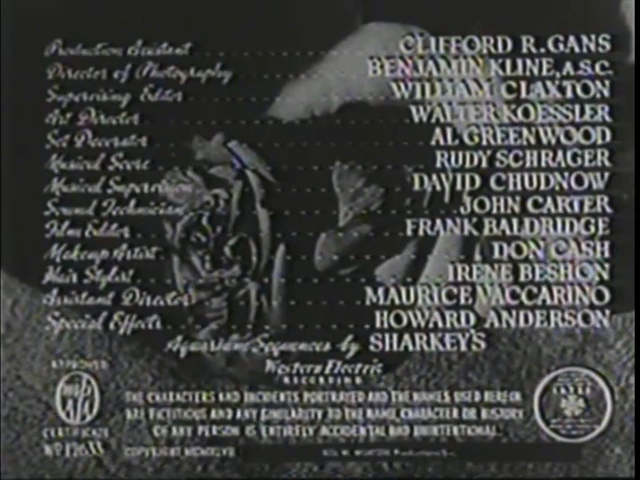 Production Assistant CLIFFORD R. GANS
Director of Photography BENJAMIN KLINE, A.S.C.
Supervising Editor WILLIAM CLAXTON
Art Director WALTER KOESSLER
Set Decorator AL GREENWOOD
Musical Score RUDY SCHRAGER
Musical Supervision DAVID CHUDNOW
Sound Technician JOHN CARTER
Film Editor FRANK BALDRIDGE
Makeup Artist DON CASH
Hair Stylist IRENE BESHON
Assistant Director MAURICE VACCARINO
Special Effects HOWARD ANDERSON
Aquarium Sequences by SHARKEY'S
Western Electric
RECORDING
APPROVED
THE CHARACTERS AND INCIDENTS PORTRAYED AND THE NAMES USED HEREIN
ARE FICTITIOUS AND ANY SIMILARITY TO THE NAME, CHARACTER OR HISTORY
OF ANY PERSON IS ENTIRELY ACCIDENTAL AND UNINTENTIONAL.
CERTIFICATE
No.
COPYRIGHT MCMXLVII